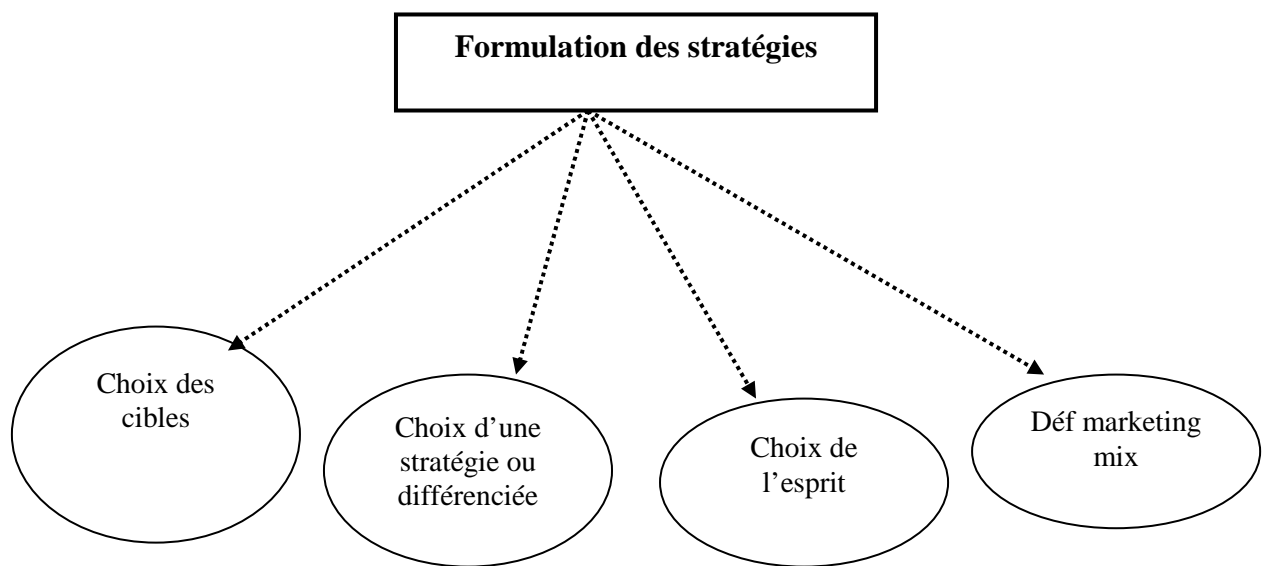 Formulation des stratégies
Choix des
cibles
Choix d’une
stratégie ou
différenciée
Choix de
l’esprit
Déf marketing
mix